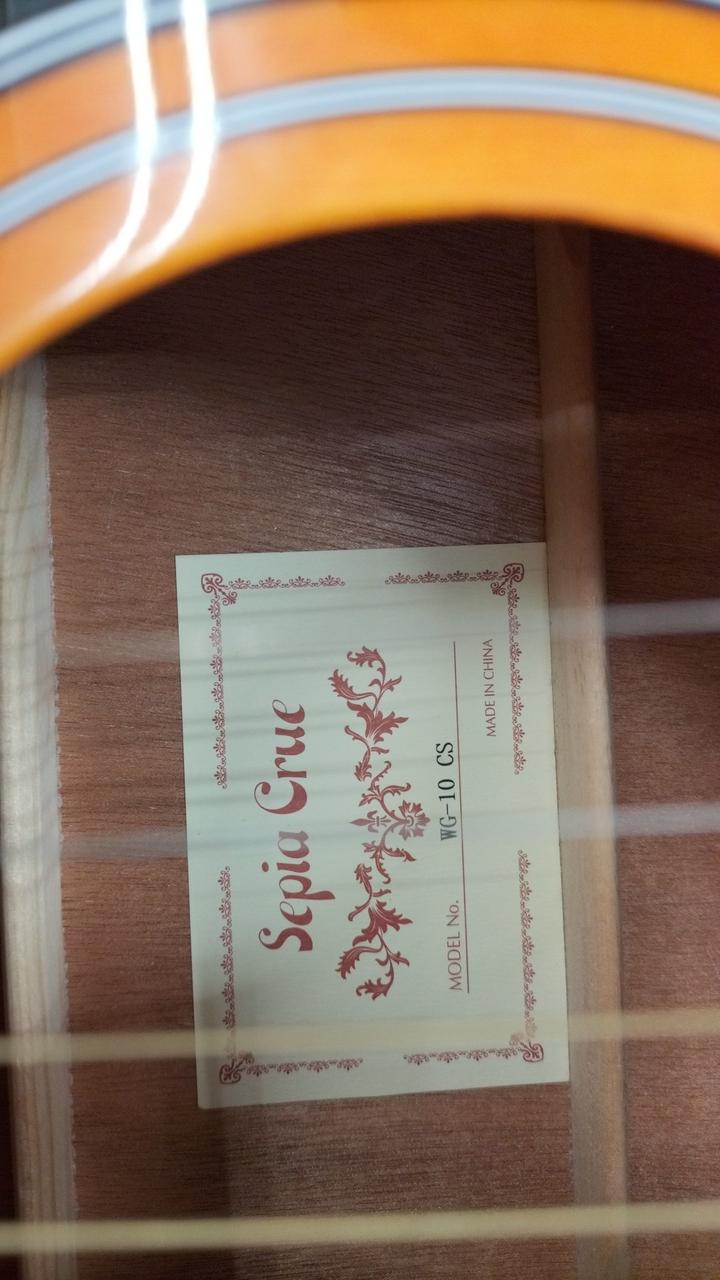 Sepia Crue
MODEL No. WG-10 CS
MADE IN CHINA